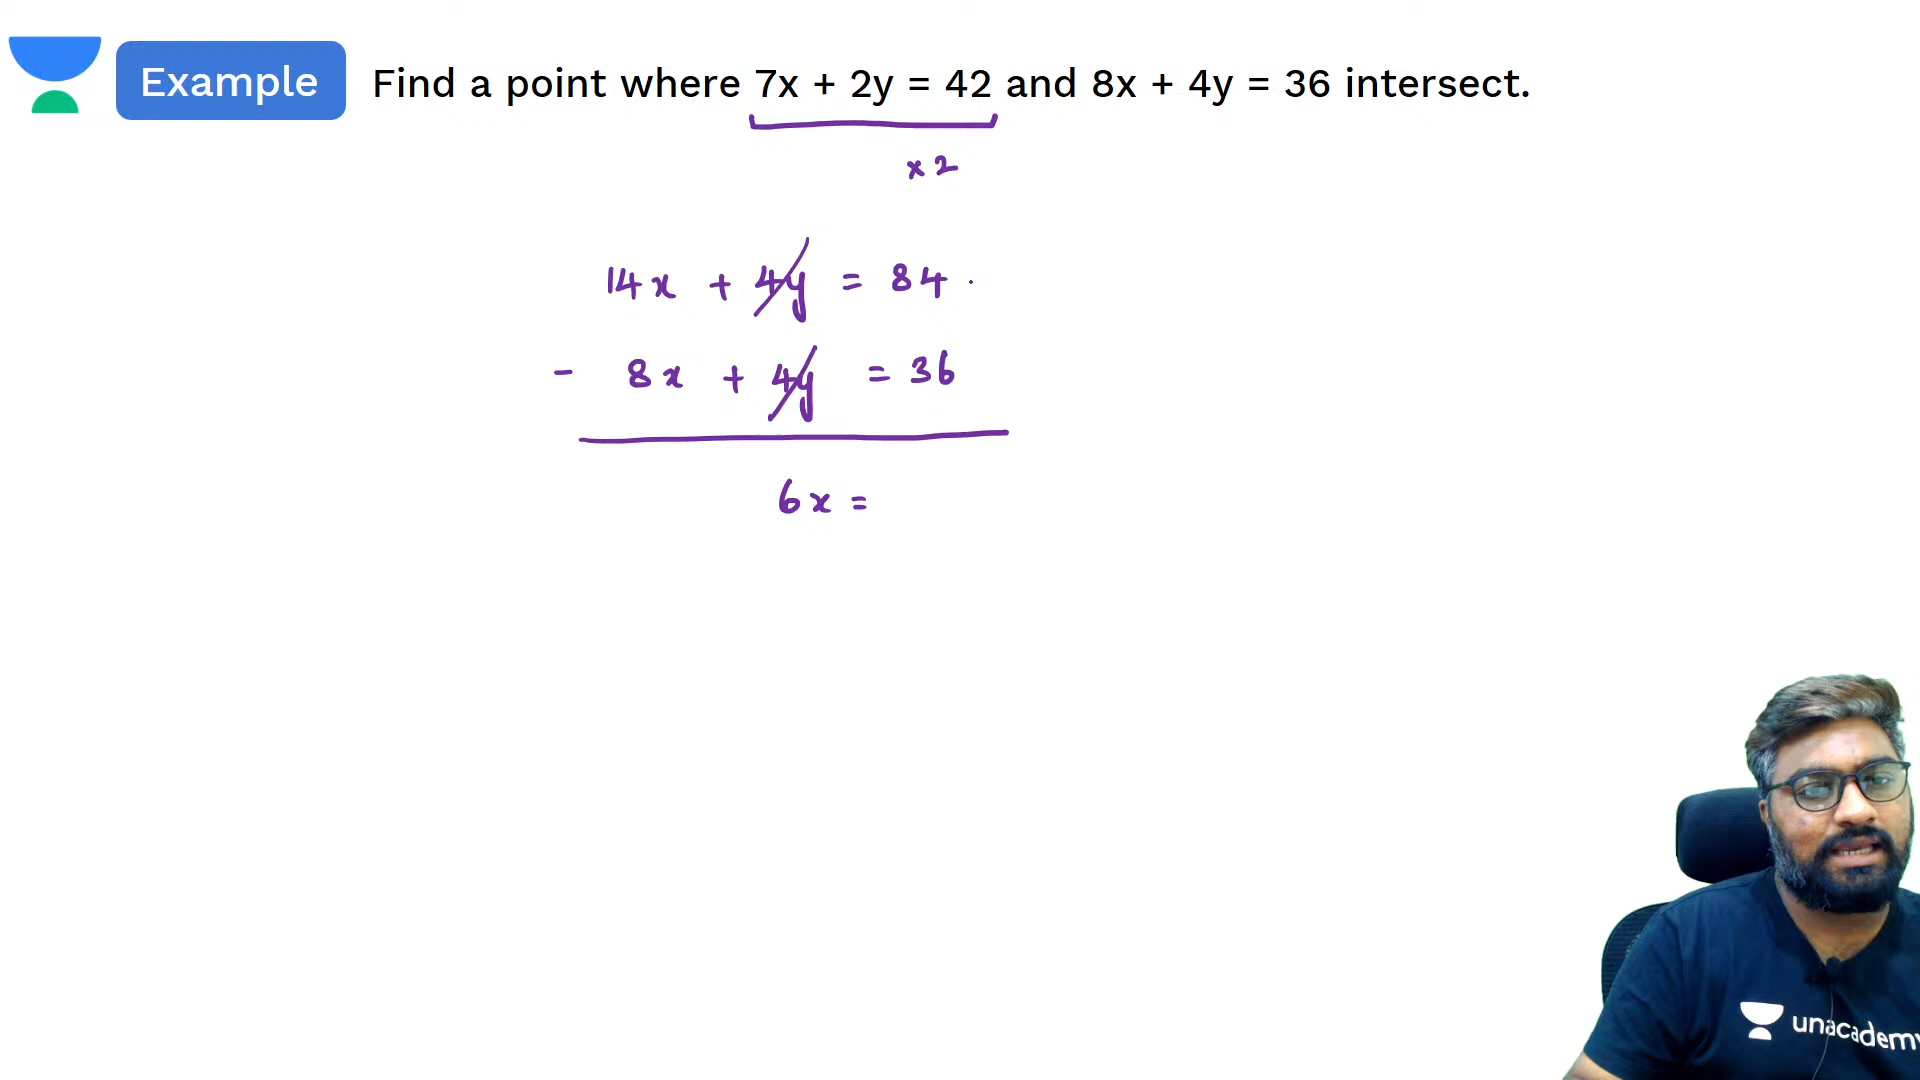 Example Find a point where 7x + 2y = 42 and 8x + 4y = 36 intersect.
x 2
14x + 4y = 84 .
- 8x + 4y = 36
6x =
unacademy